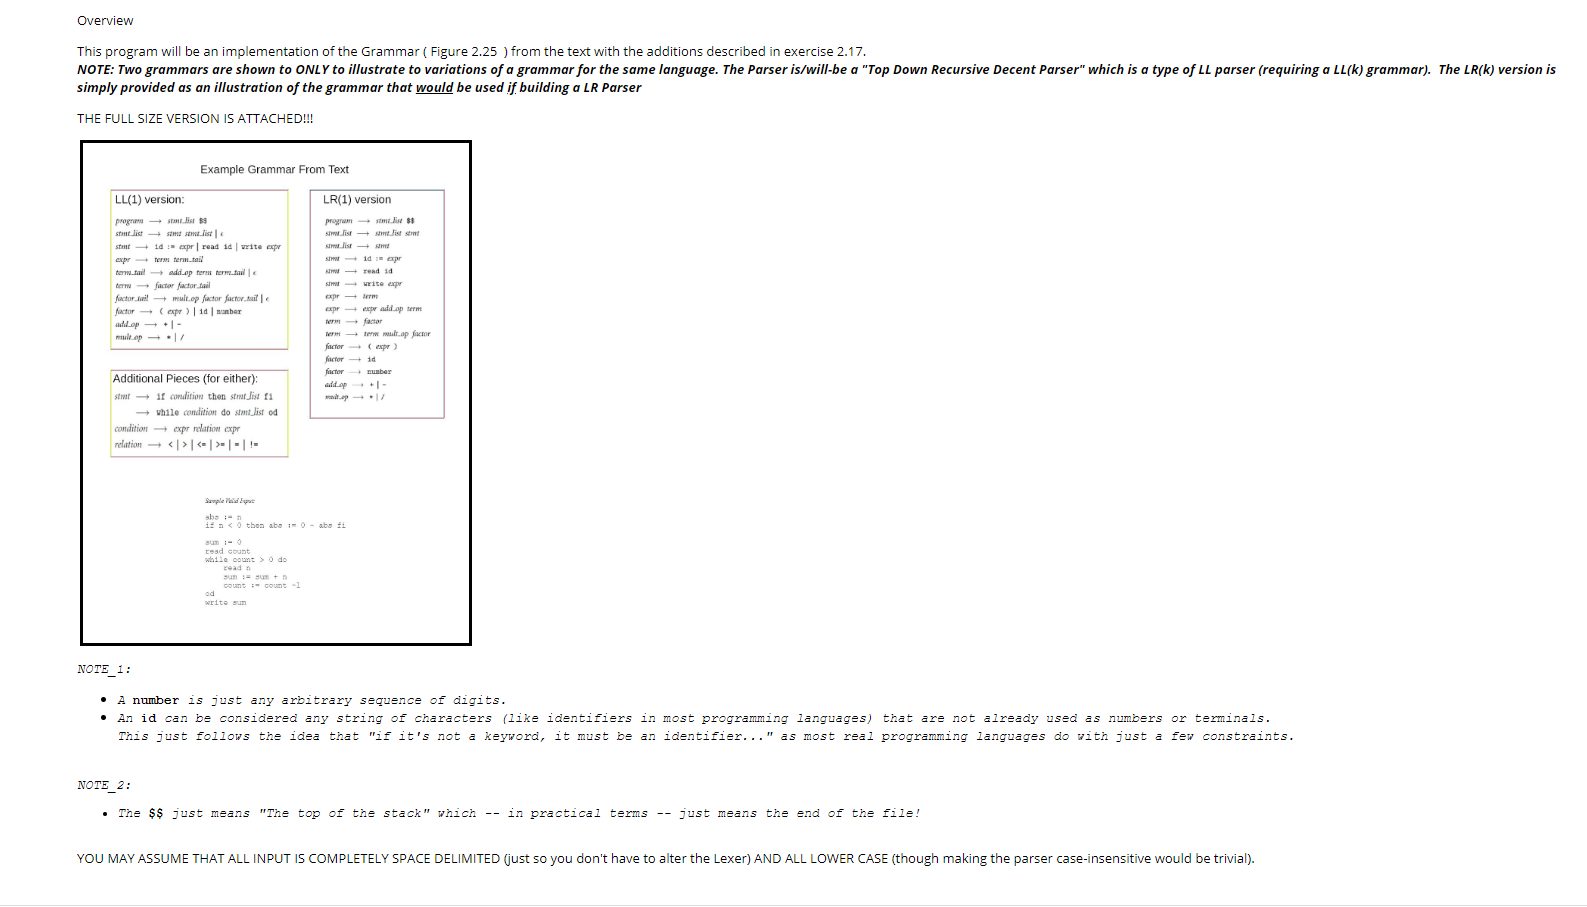 Overview
This program will be an implementation of the Grammar ( Figure 2.25  ) from the text with the additions described in exercise 2.17.
NOTE: Two grammars are shown to ONLY to illustrate to variations of a grammar for the same language. The Parser is/will-be a "Top Down Recursive Decent Parser" which is a type of LL parser (requiring a LL(k) grammar).  The LR(k) version is
simply provided as an illustration of the grammar that would be used if building a LR Parser
THE FULL SIZE VERSION IS ATTACHED!!!
Example Grammar From Text
LL(1) version:
program ⟶ stmt_list $$
stmt_list ⟶ stmt stmt_list | ϵ
stmt ⟶ id := expr | read id | write expr
expr ⟶ term term_tail
term_tail ⟶ add_op term term_tail | ϵ
term ⟶ factor factor_tail
factor_tail ⟶ mult_op factor factor_tail | ϵ
factor ⟶ ( expr ) | id | number
add_op ⟶ + | -
mult_op ⟶ * | /
Additional Pieces (for either):
stmt ⟶ if condition then stmt_list fi
⟶ while condition do stmt_list od
condition ⟶ expr relation expr
relation ⟶ < | > | <= | >= | = | !=
LR(1) version
program ⟶ stmt_list $$
stmt_list ⟶ stmt_list stmt
stmt_list ⟶ stmt
stmt ⟶ id := expr
stmt ⟶ read id
stmt ⟶ write expr
expr ⟶ term
expr ⟶ expr add_op term
term ⟶ factor
term ⟶ term mult_op factor
factor ⟶ ( expr )
factor ⟶ id
factor ⟶ number
add_op ⟶ + | -
mult_op ⟶ * | /
Sample Valid Input:
abs := n
if n < 0 then abs := 0 - abs fi
sum := 0
read count
while count > 0 do
read n
sum := sum + n
count := count -1
od
write sum
NOTE_1:
• A number is just any arbitrary sequence of digits.
• An id can be considered any string of characters (like identifiers in most programming languages) that are not already used as numbers or terminals.
This just follows the idea that "if it's not a keyword, it must be an identifier..." as most real programming languages do with just a few constraints.
NOTE_2:
• The $$ just means "The top of the stack" which -- in practical terms -- just means the end of the file!
YOU MAY ASSUME THAT ALL INPUT IS COMPLETELY SPACE DELIMITED (just so you don't have to alter the Lexer) AND ALL LOWER CASE (though making the parser case-insensitive would be trivial).